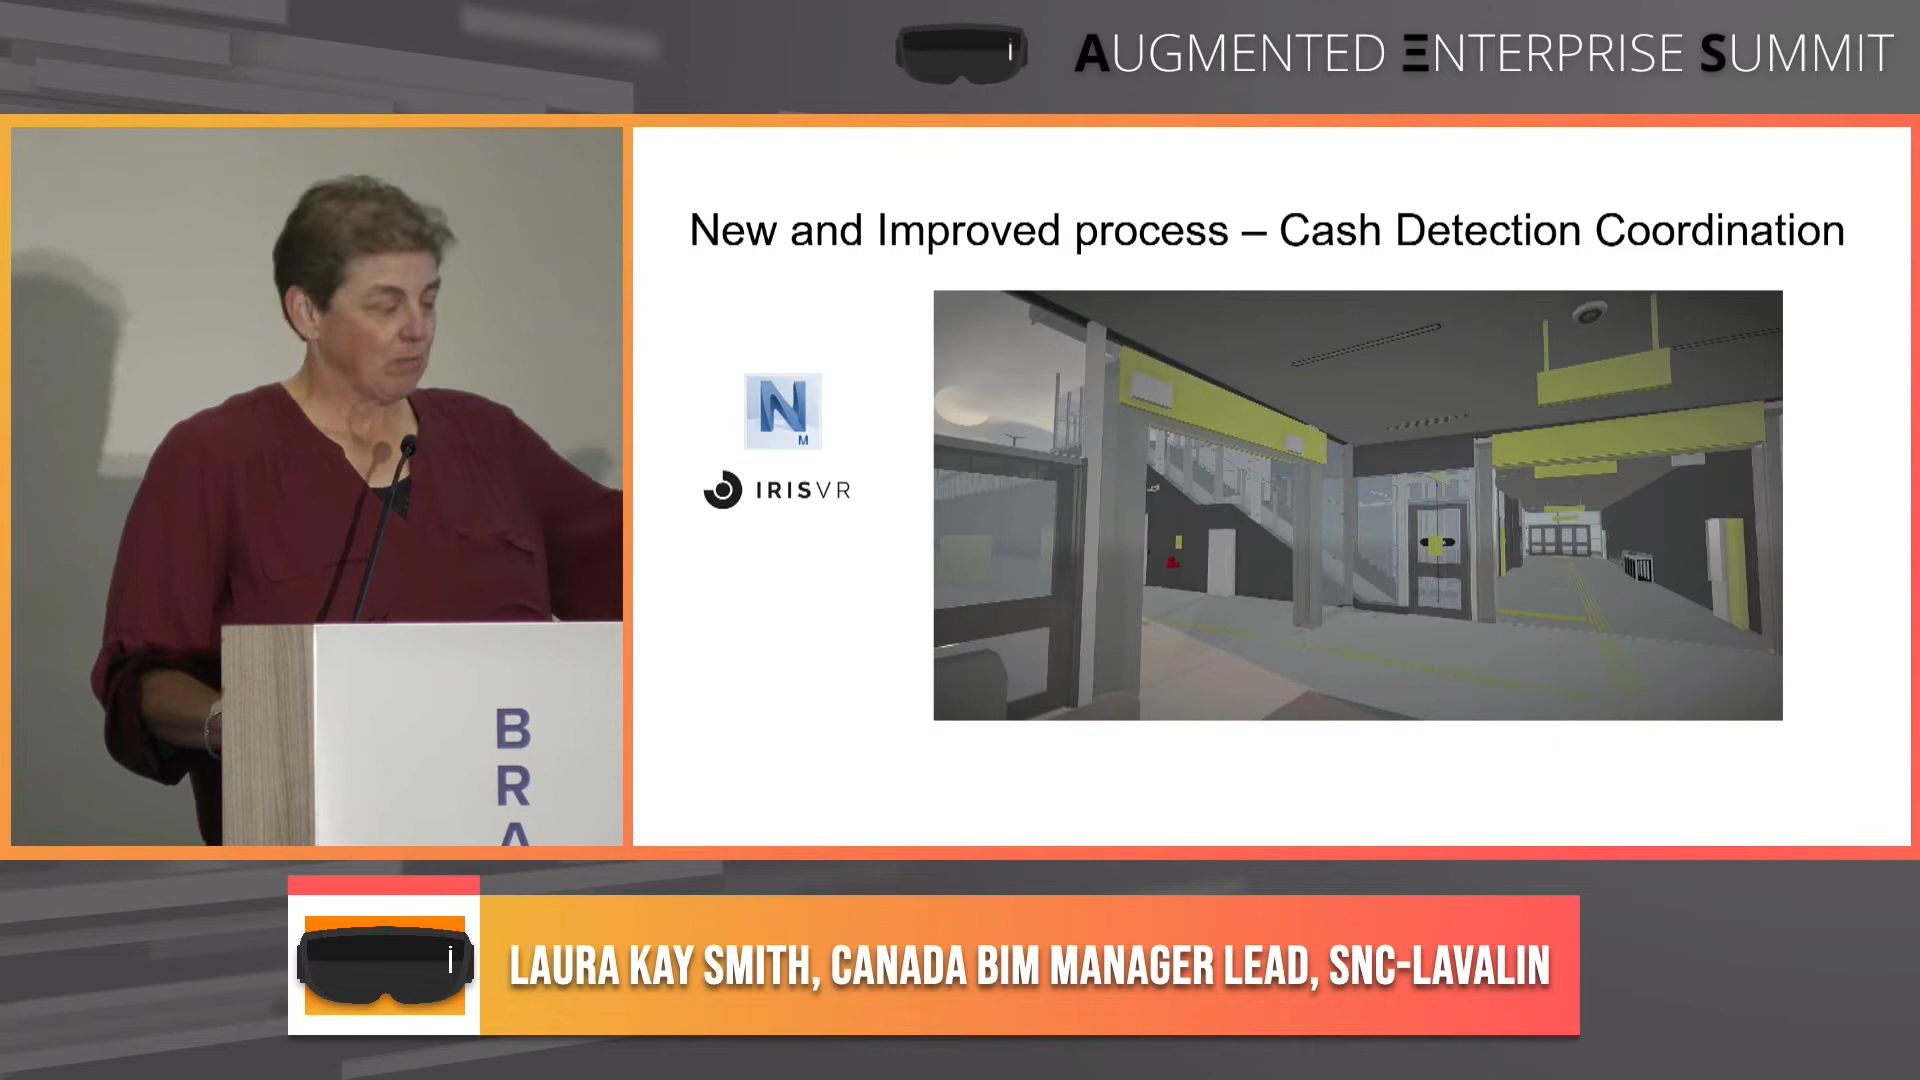 AUGMENTED ENTERPRISE SUMMIT
New and Improved process – Cash Detection Coordination
N
M
IRISVR
B
R
A
i
LAURA KAY SMITH, CANADA BIM MANAGER LEAD, SNC-LAVALIN